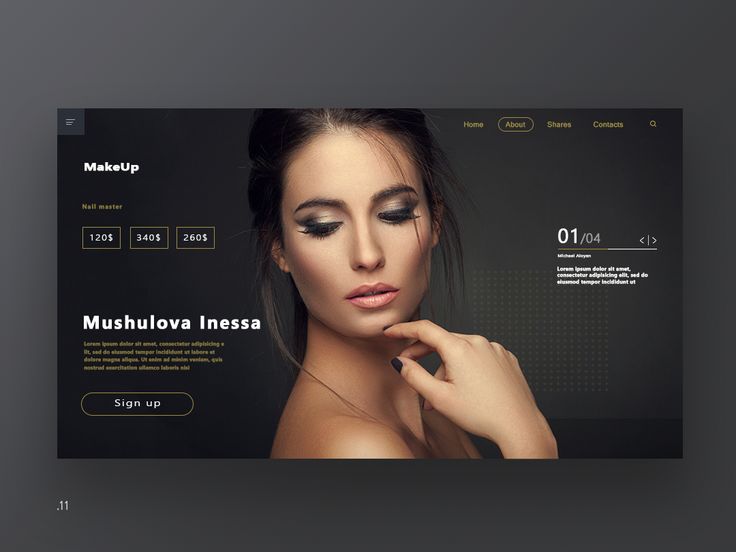 Home About Shares Contacts
MakeUp
Nail master
120$ 340$ 260$
01/04
Michael Aloyan
Lorem ipsum dolor sit amet,
consectetur adipisicing elit, sed do
eiusmod tempor incididunt ut
Mushulova Inessa
Lorem ipsum dolor sit amet, consectetur adipisicing e
lit, sed do eiusmod tempor incididunt ut labore et
dolore magna aliqua. Ut enim ad minim veniam, quis
nostrud exercitation ullamco laboris nisi
Sign up
.11